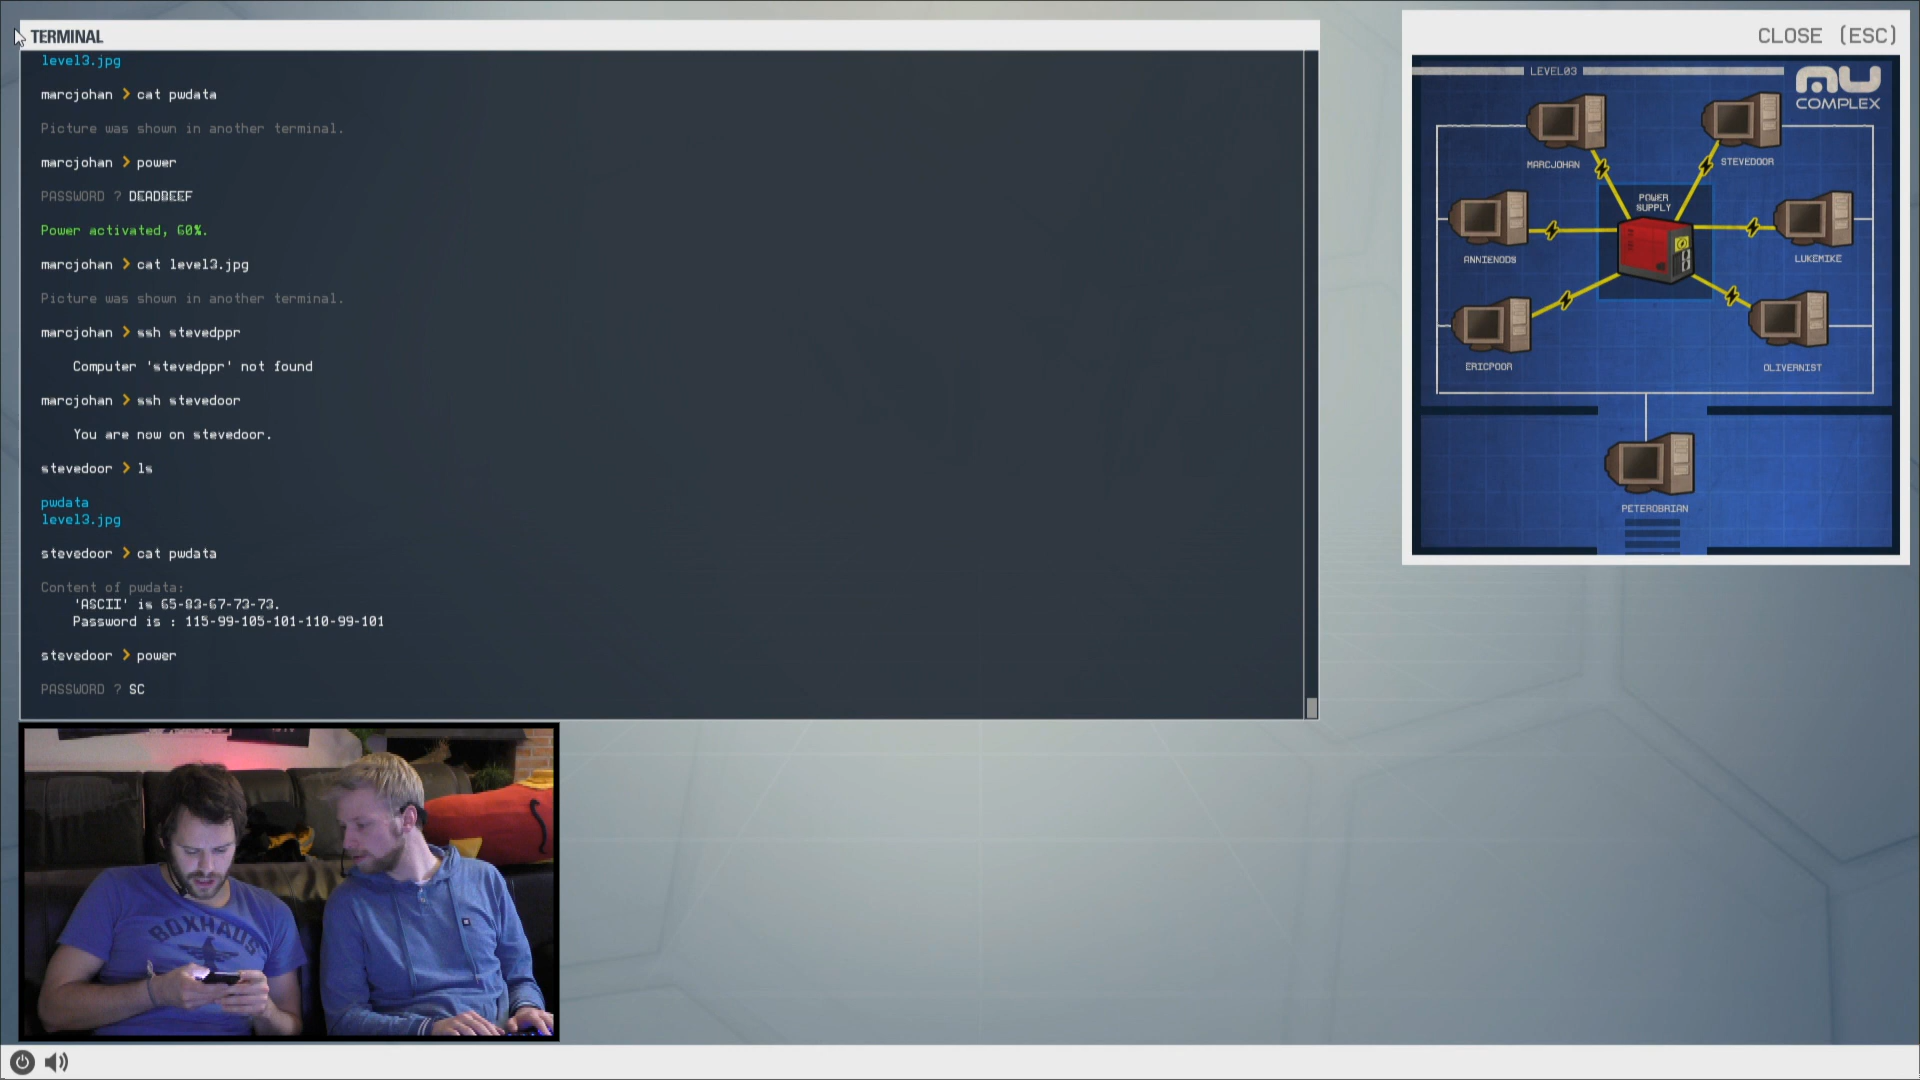 TERMINAL
level3.jpg
marcjohan > cat pwdata
Picture was shown in another terminal.
marcjohan > power
PASSWORD ? DEADBEEF
Power activated, 60%.
marcjohan > cat level3.jpg
Picture was shown in another terminal.
marcjohan > ssh stevedppr
Computer 'stevedppr' not found
marcjohan > ssh stevedoor
You are now on stevedoor.
stevedoor > ls
pwdata
level3.jpg
stevedoor > cat pwdata
Content of pwdata:
'ASCII' is 65-83-67-73-73.
Password is : 115-99-105-101-110-99-101
stevedoor > power
PASSWORD ? SC
CLOSE (ESC)
LEVEL03
MU
COMPLEX
MARCJOHAN
STEVEDOOR
POWER
SUPPLY
ANNIENODS
LUKEMIKE
ERICPOOR
OLIVERNIST
PETEROBRIAN
BOXHAUS